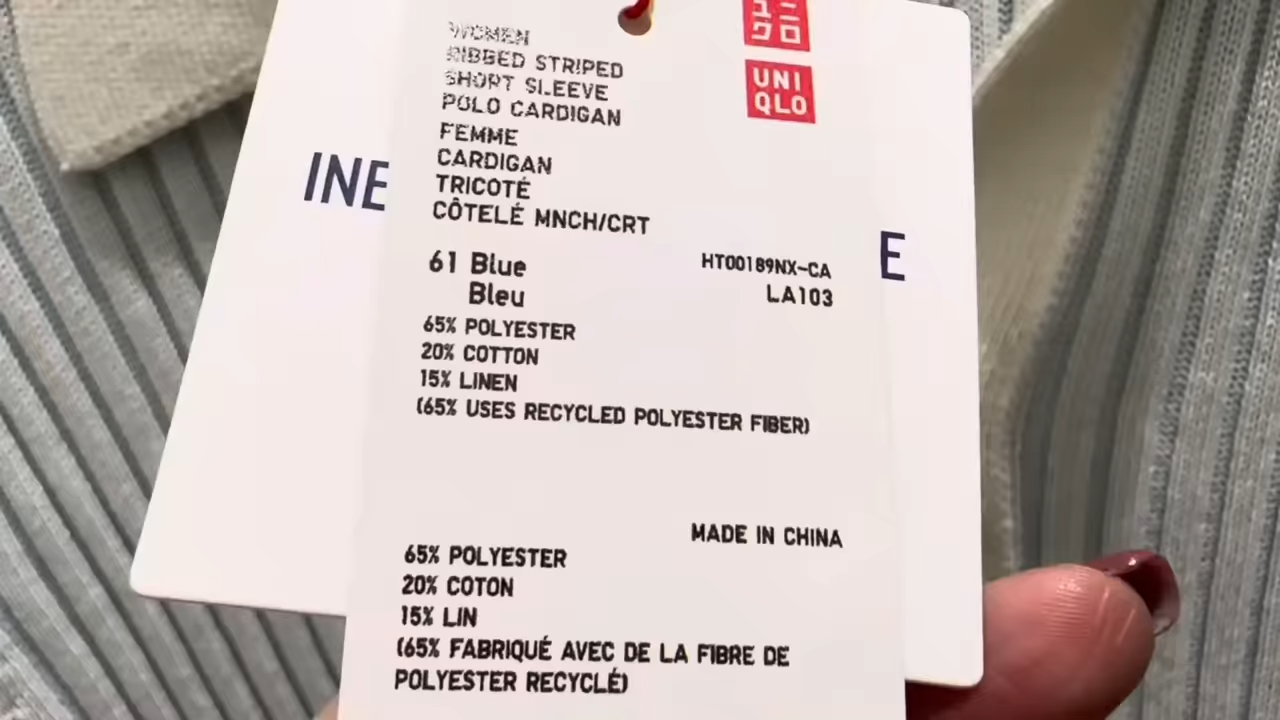 WOMEN
RIBBED STRIPED
SHORT SLEEVE
POLO CARDIGAN
FEMME
CARDIGAN
TRICOTÉ
CÔTELÉ MNCH/CRT
ユニ
クロ
UNI
QLO
INE
E
61 Blue
Bleu
HT00189NX-CA
LA103
65% POLYESTER
20% COTTON
15% LINEN
(65% USES RECYCLED POLYESTER FIBER)
MADE IN CHINA
65% POLYESTER
20% COTON
15% LIN
(65% FABRIQUÉ AVEC DE LA FIBRE DE
POLYESTER RECYCLÉ)